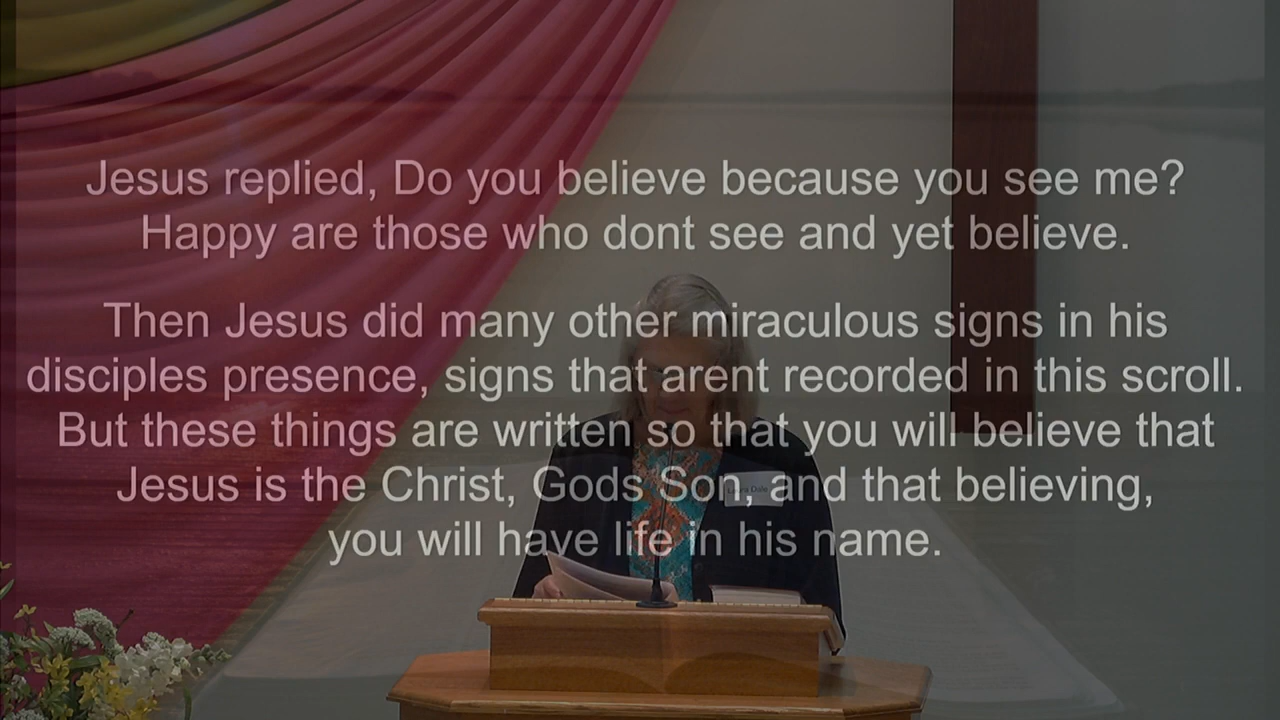 Jesus replied, Do you believe because you see me?
Happy are those who dont see and yet believe.
Then Jesus did many other miraculous signs in his
disciples presence, signs that arent recorded in this scroll.
But these things are written so that you will believe that
Jesus is the Christ, Gods Son, and that believing,
you will have life in his name.